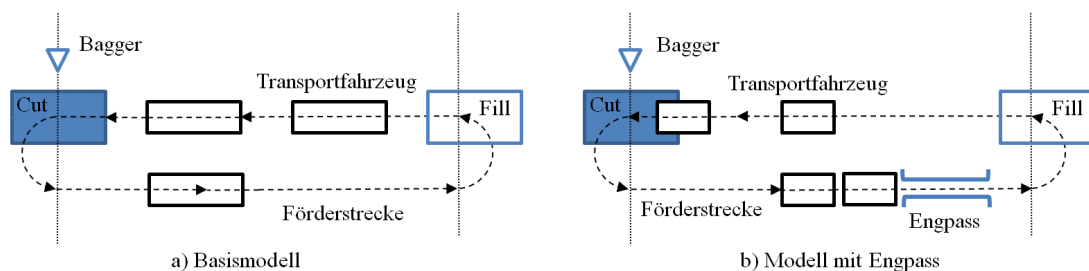 Bagger
Transportfahrzeug
Cut
Fill
Förderstrecke
a) Basismodell
Bagger
Transportfahrzeug
Cut
Fill
Förderstrecke
Engpass
b) Modell mit Engpass